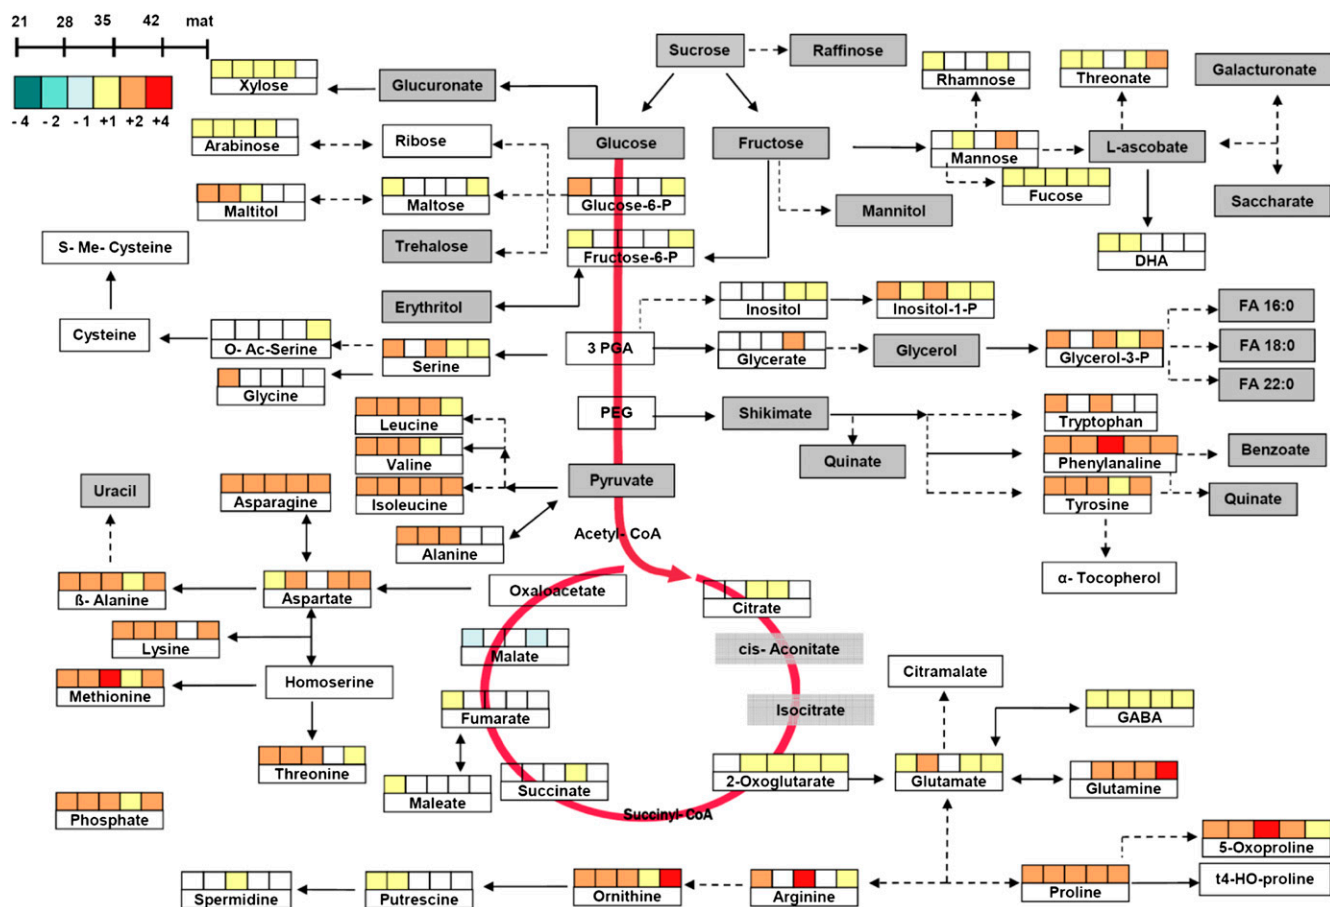 21 28 35 42 mat
- 4 - 2 - 1 +1 +2 +4
Sucrose
Raffinose
Rhamnose
Threonate
Galacturonate
Xylose
Glucuronate
Arabinose
Ribose
Glucose
Fructose
Mannose
L-ascobate
Maltitol
Maltose
Glucose-6-P
Mannitol
Fucose
Saccharate
S- Me- Cysteine
Trehalose
Fructose-6-P
DHA
Erythritol
Inositol
Inositol-1-P
FA 16:0
Cysteine
O- Ac-Serine
Serine
3 PGA
Glycerate
Glycerol
Glycerol-3-P
FA 18:0
Glycine
FA 22:0
Leucine
PEG
Shikimate
Tryptophan
Valine
Quinate
Phenylanaline
Benzoate
Uracil
Asparagine
Isoleucine
Pyruvate
Tyrosine
Quinate
Alanine
Acetyl- CoA
α- Tocopherol
ß- Alanine
Aspartate
Oxaloacetate
Citrate
Lysine
Malate
cis- Aconitate
Methionine
Homoserine
Citramalate
Fumarate
Isocitrate
GABA
Threonine
Maleate
Succinate
2-Oxoglutarate
Glutamate
Glutamine
Phosphate
Succinyl- CoA
5-Oxoproline
Spermidine
Putrescine
Ornithine
Arginine
Proline
t4-HO-proline